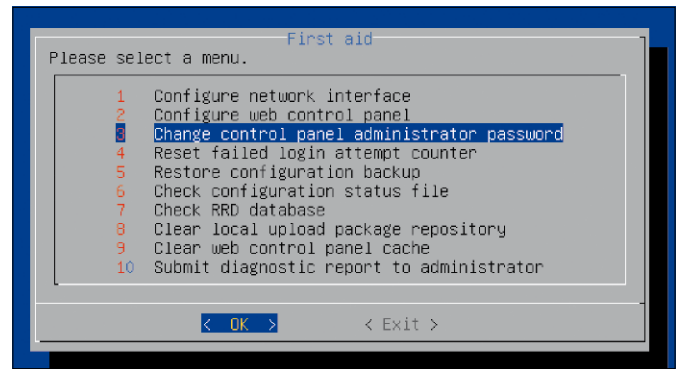 First aid
Please select a menu.
1 Configure network interface
2 Configure web control panel
3 Change control panel administrator password
4 Reset failed login attempt counter
5 Restore configuration backup
6 Check configuration status file
7 Check RRD database
8 Clear local upload package repository
9 Clear web control panel cache
10 Submit diagnostic report to administrator
< OK > < Exit >